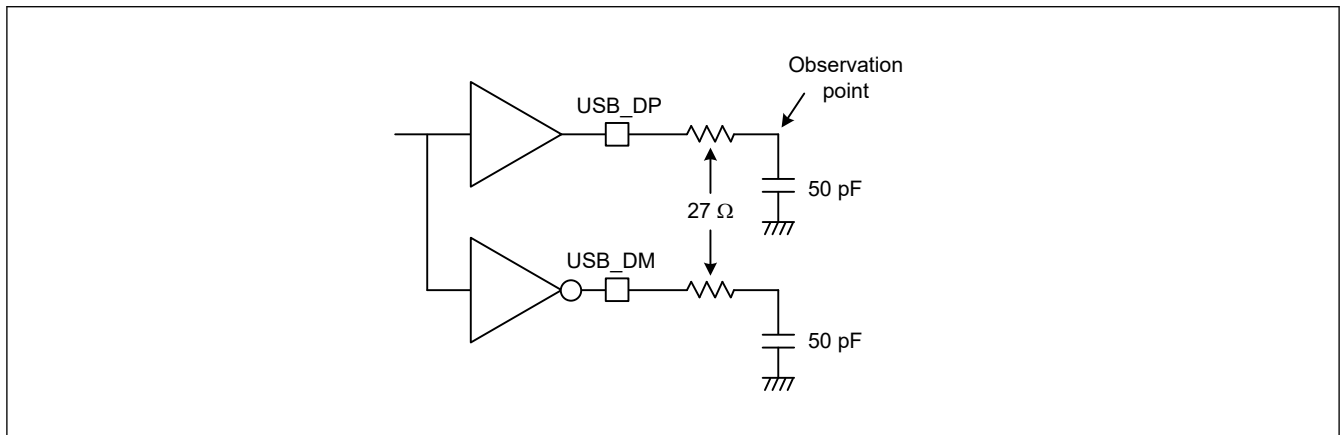 Observation
point
USB_DP
50 pF
27 Ω
USB_DM
50 pF